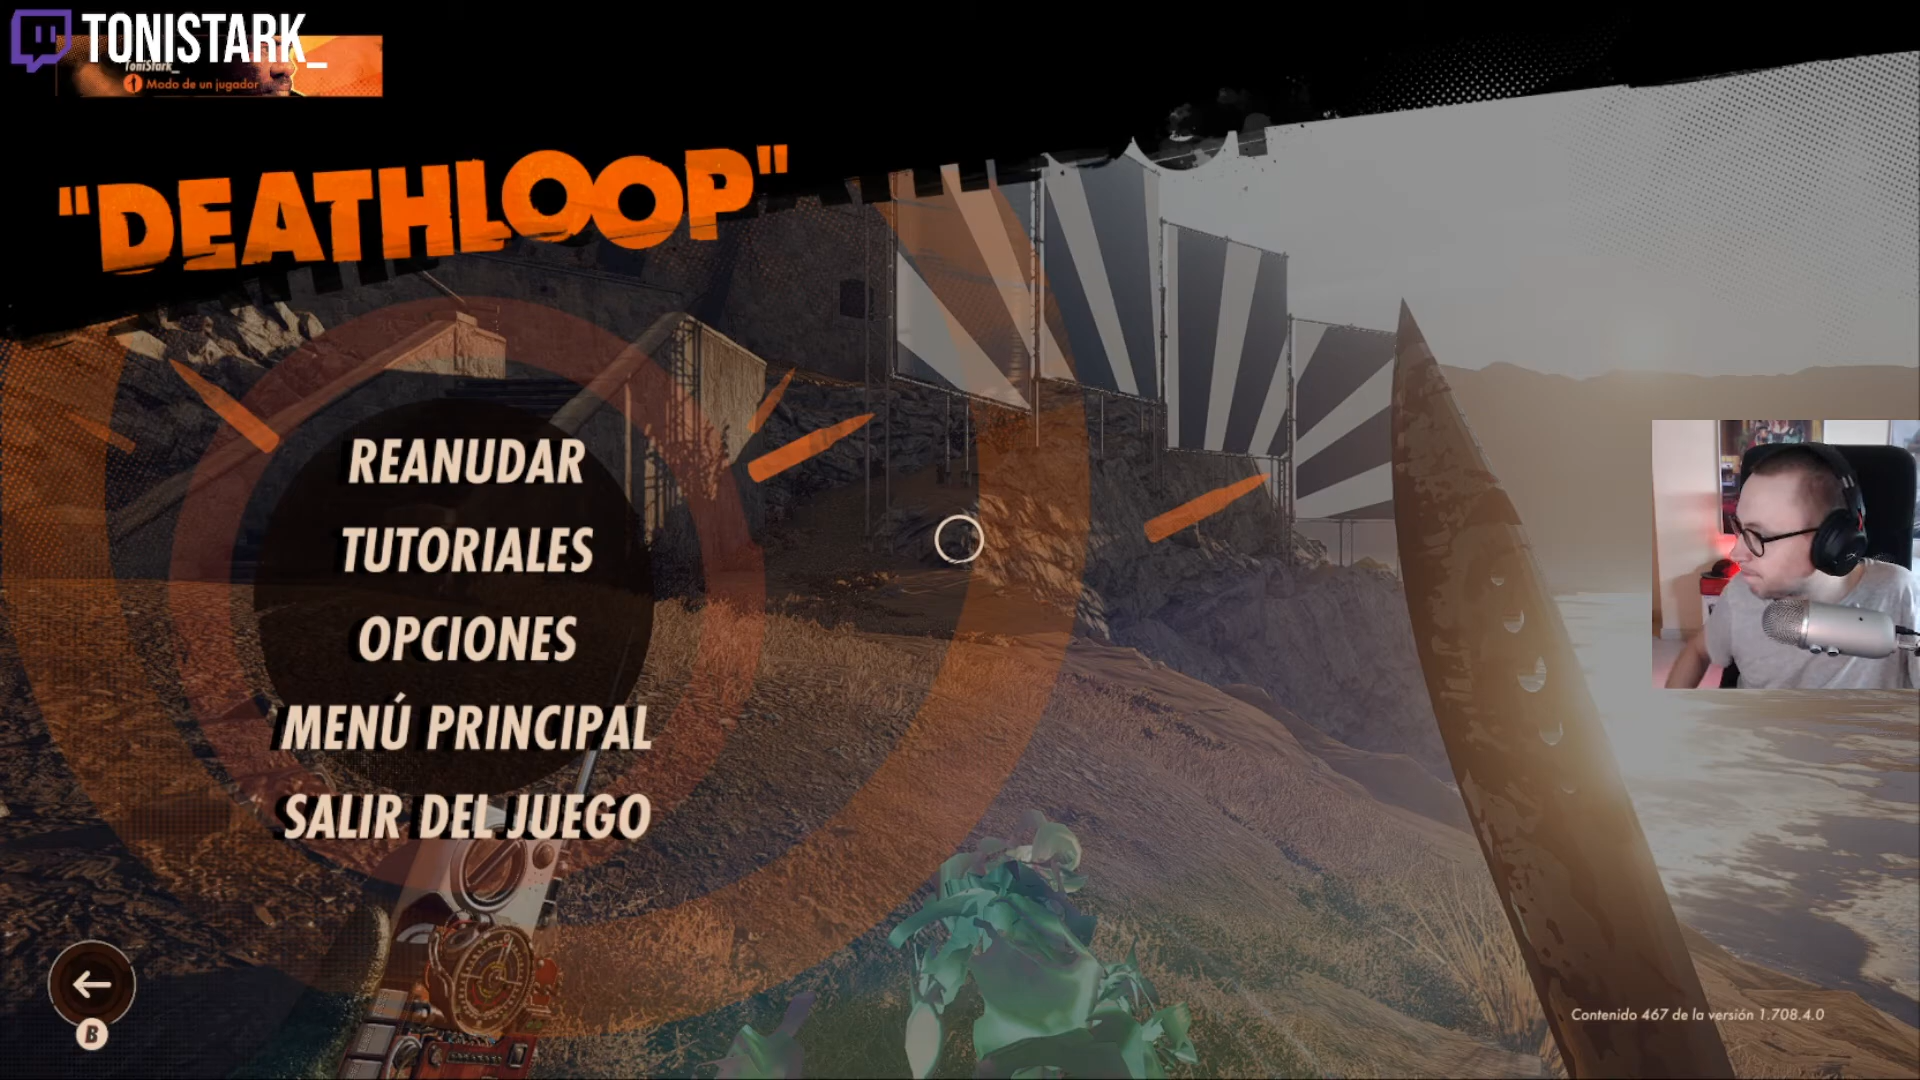 TONISTARK_
ToniStark_
Modo de un jugador
"DEATHLOOP"
REANUDAR
TUTORIALES
OPCIONES
MENÚ PRINCIPAL
SALIR DEL JUEGO
B
Contenido 467 de la versión 1.708.4.0